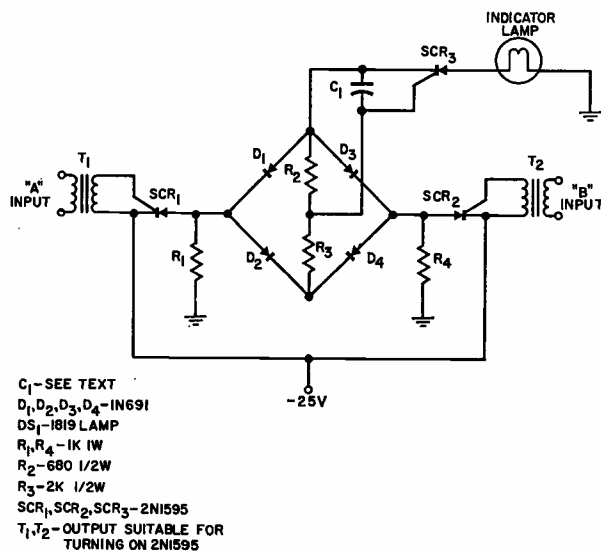 INDICATOR
LAMP
SCR3
C1
T1
D1
D3
T2
"A"
INPUT
R2
"B"
INPUT
SCR1
SCR2
R1
D2
R3
D4
R4
-25V
C1-SEE TEXT
D1,D2,D3,D4-1N691
DS1-1819 LAMP
R1,R4-1K 1W
R2-680 1/2W
R3-2K 1/2W
SCR1,SCR2,SCR3-2N1595
T1,T2-OUTPUT SUITABLE FOR
TURNING ON 2N1595